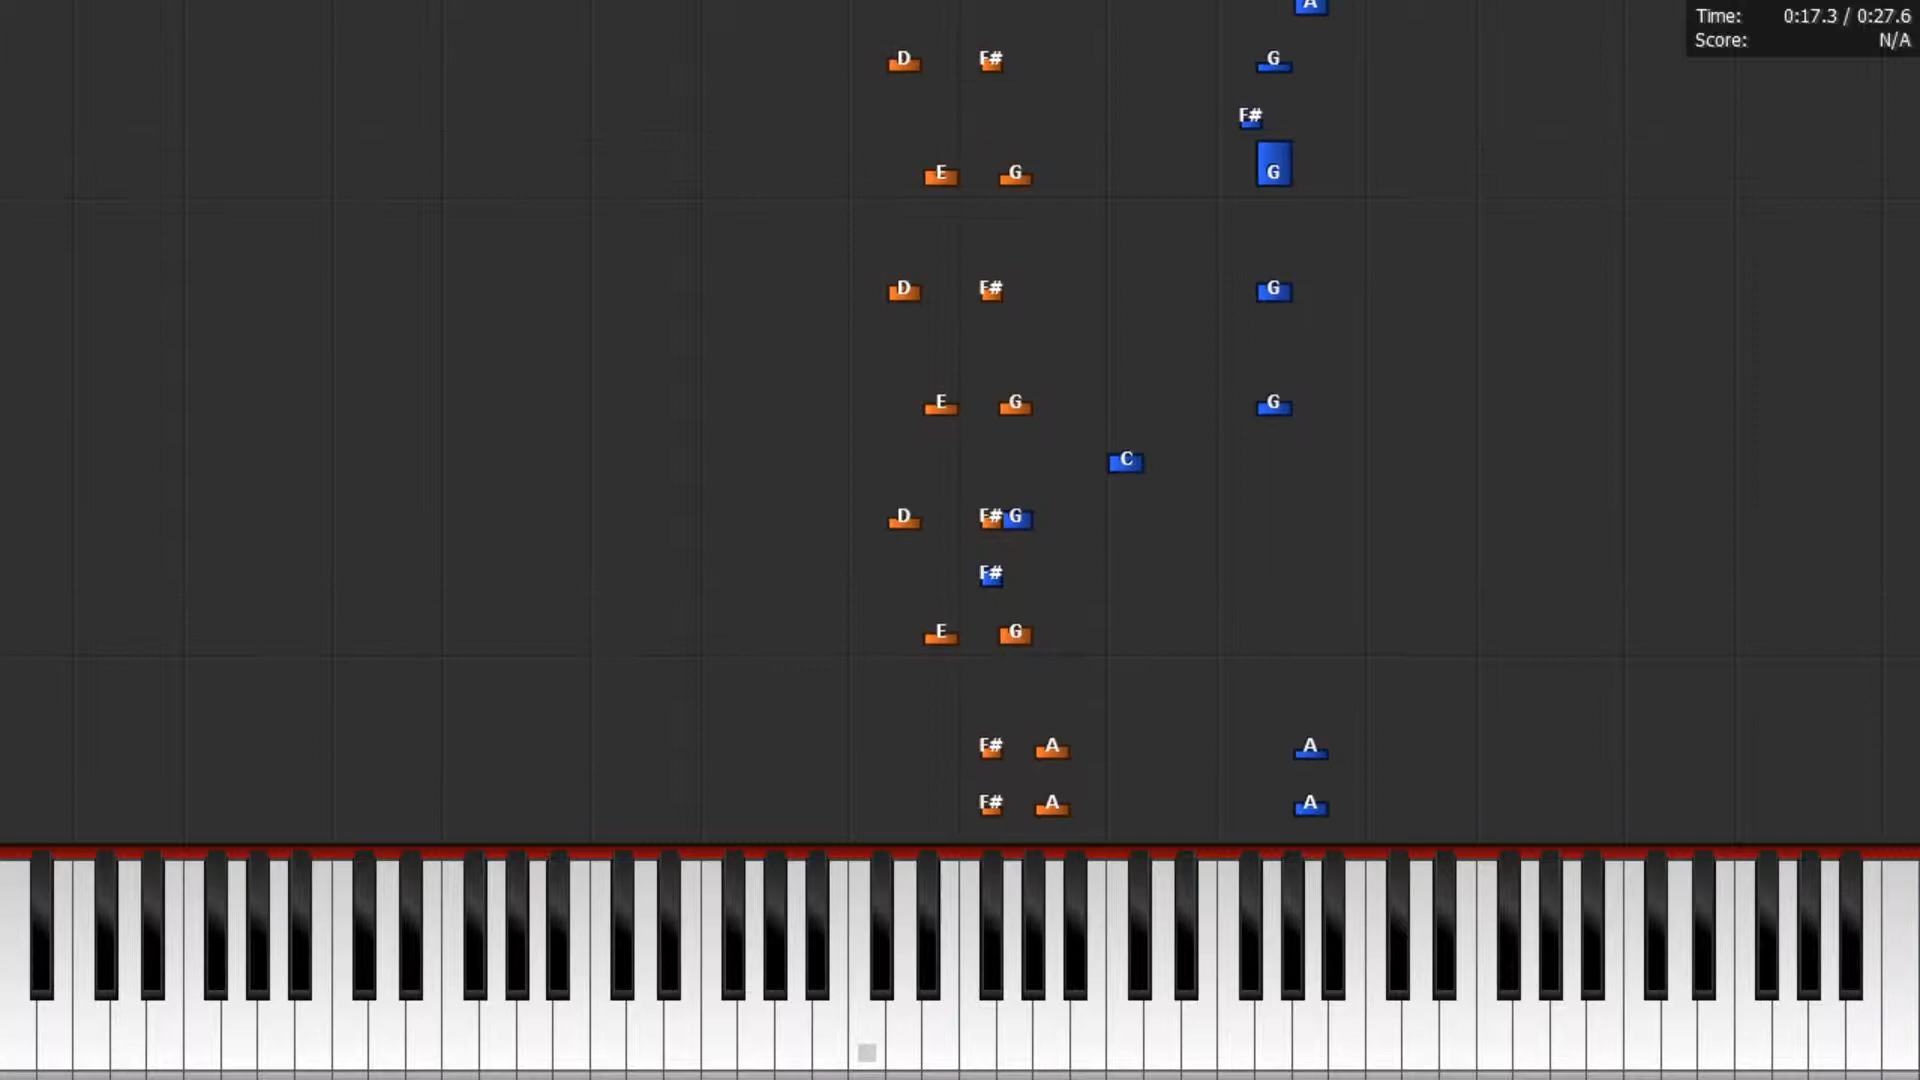 A
Time: 0:17.3 / 0:27.6
Score: N/A
D F# G
F#
E G G
D F# G
E G G
C
D F# G
F#
E G
F# A A
F# A A